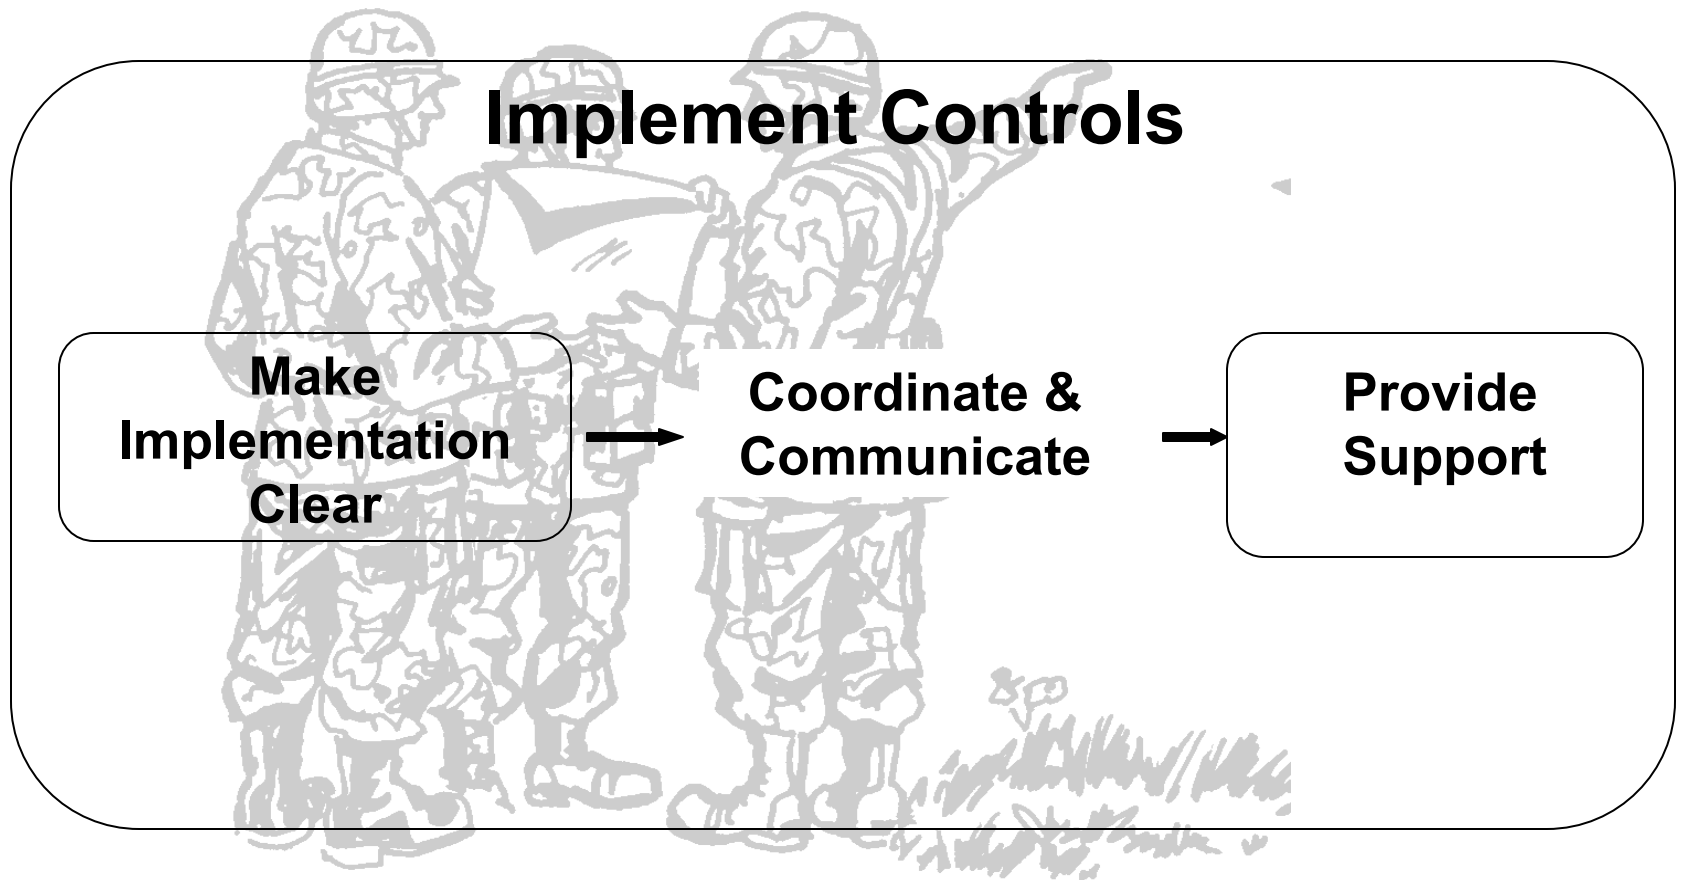 Implement Controls
Make
Implementation
Clear
Coordinate &
Communicate
Provide
Support